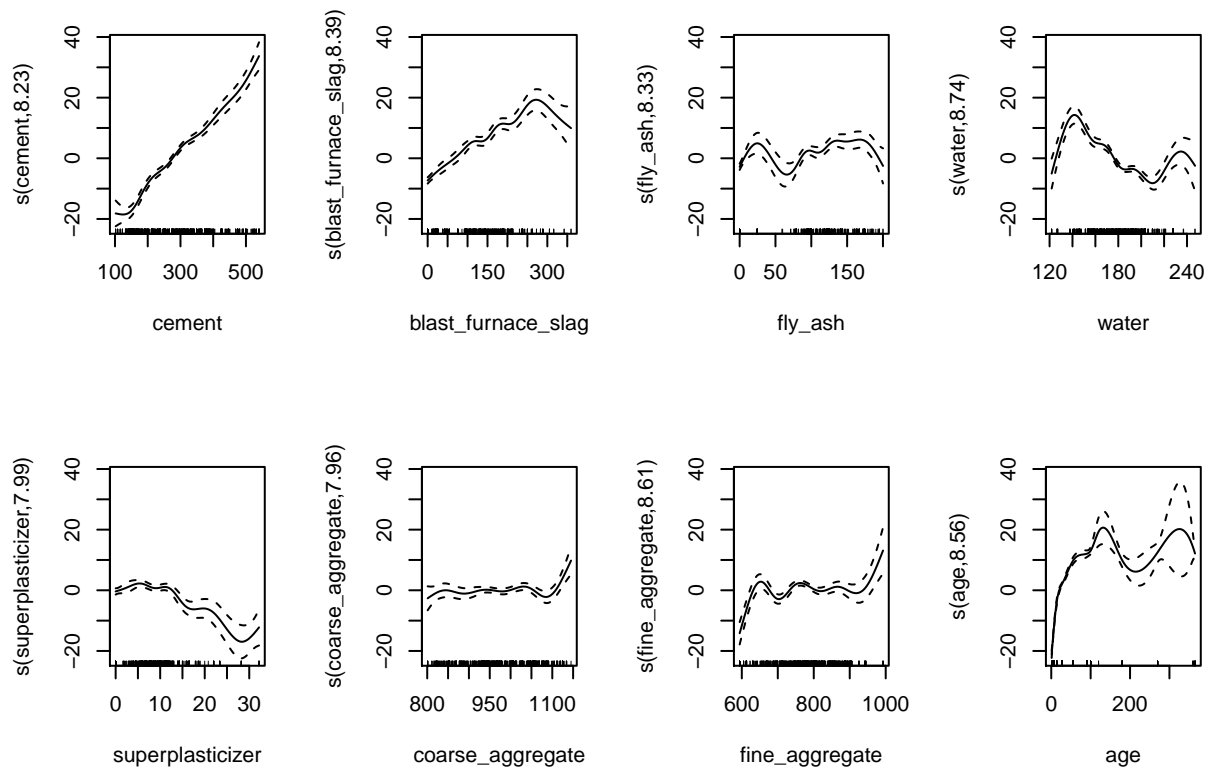 s(cement,8.23)
40
20
0
−20
100 300 500
cement
s(blast_furnace_slag,8.39)
40
20
0
−20
0 150 300
blast_furnace_slag
s(fly_ash,8.33)
40
20
0
−20
0 50 150
fly_ash
s(water,8.74)
40
20
0
−20
120 180 240
water
s(superplasticizer,7.99)
40
20
0
−20
0 10 20 30
superplasticizer
s(coarse_aggregate,7.96)
40
20
0
−20
800 950 1100
coarse_aggregate
s(fine_aggregate,8.61)
40
20
0
−20
600 800 1000
fine_aggregate
s(age,8.56)
40
20
0
−20
0 200
age